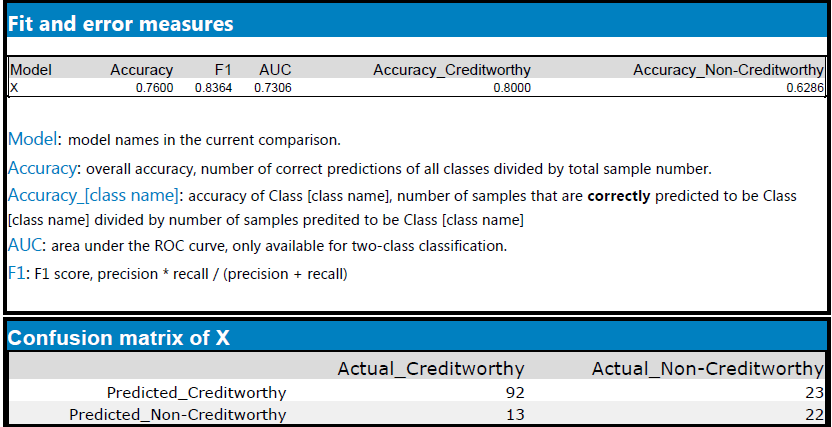 Fit and error measures
Model Accuracy F1 AUC Accuracy_Creditworthy Accuracy_Non-Creditworthy
X 0.7600 0.8364 0.7306 0.8000 0.6286
Model: model names in the current comparison.
Accuracy: overall accuracy, number of correct predictions of all classes divided by total sample number.
Accuracy_[class name]: accuracy of Class [class name], number of samples that are correctly predicted to be Class
[class name] divided by number of samples predited to be Class [class name]
AUC: area under the ROC curve, only available for two-class classification.
F1: F1 score, precision * recall / (precision + recall)
Confusion matrix of X
Actual_Creditworthy Actual_Non-Creditworthy
Predicted_Creditworthy 92 23
Predicted_Non-Creditworthy 13 22